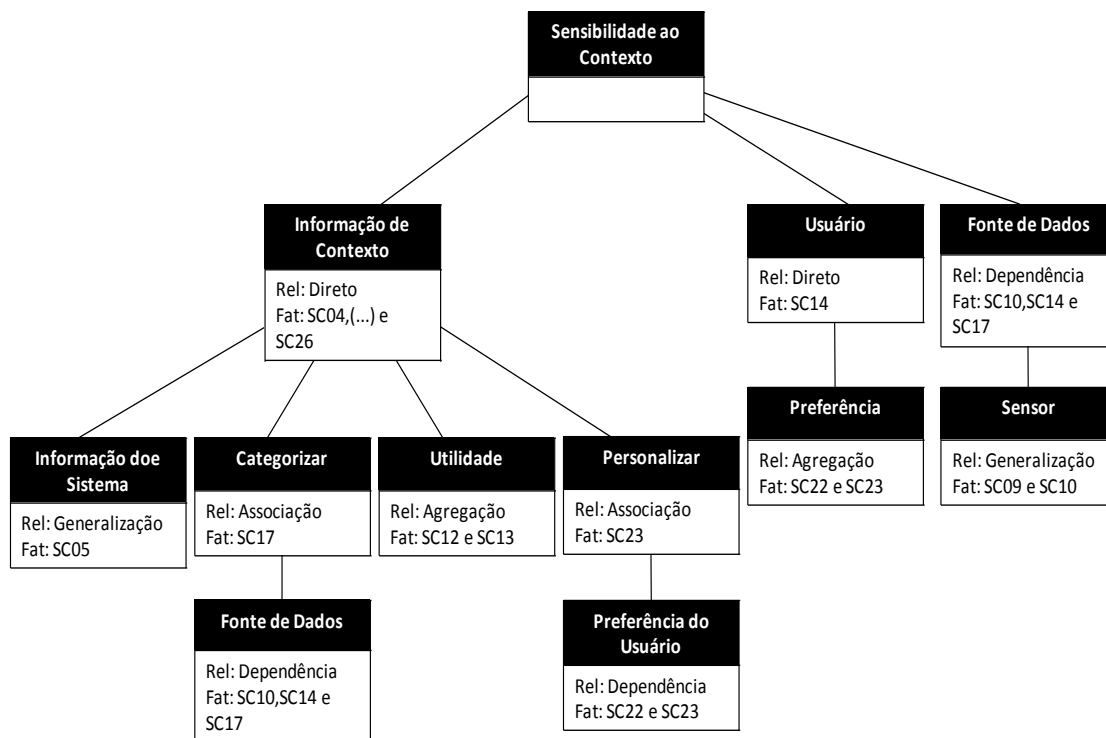 Sensibilidade ao
Contexto
Informação de
Contexto
Rel: Direto
Fat: SC04,(...) e
SC26
Usuário
Rel: Direto
Fat: SC14
Fonte de Dados
Rel: Dependência
Fat: SC10,SC14 e
SC17
Preferência
Rel: Agregação
Fat: SC22 e SC23
Sensor
Rel: Generalização
Fat: SC09 e SC10
Informação doe
Sistema
Rel: Generalização
Fat: SC05
Categorizar
Rel: Associação
Fat: SC17
Utilidade
Rel: Agregação
Fat: SC12 e SC13
Personalizar
Rel: Associação
Fat: SC23
Fonte de Dados
Rel: Dependência
Fat: SC10,SC14 e
SC17
Preferência do
Usuário
Rel: Dependência
Fat: SC22 e SC23